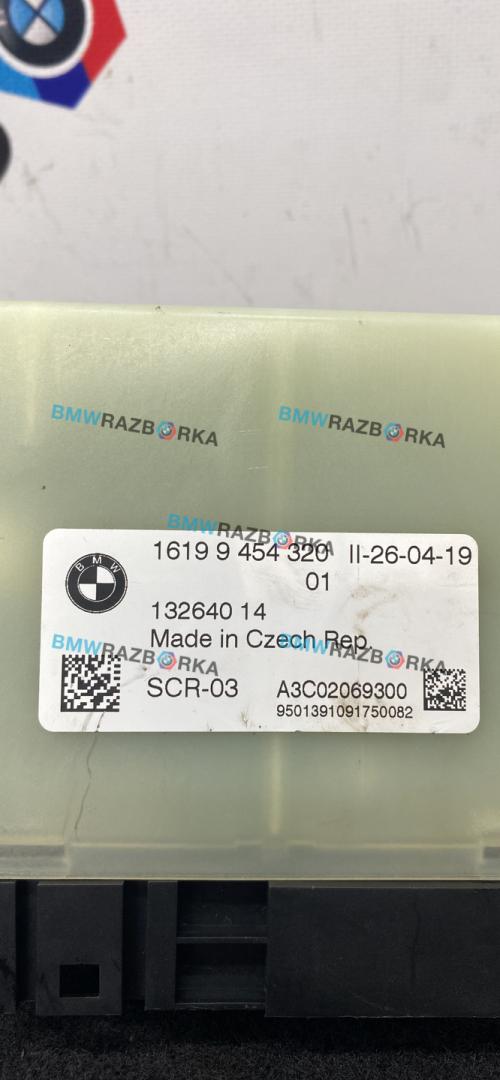 BMWRAZBORKA
BMWRAZBORKA
BMWRAZBORKA
1619 9 454 320 II-26-04-19
01
BMW
132640 14
Made in Czech Rep.
BMWRAZBORKA
BMWRAZBORKA
SCR-03 A3C02069300
9501391091750082